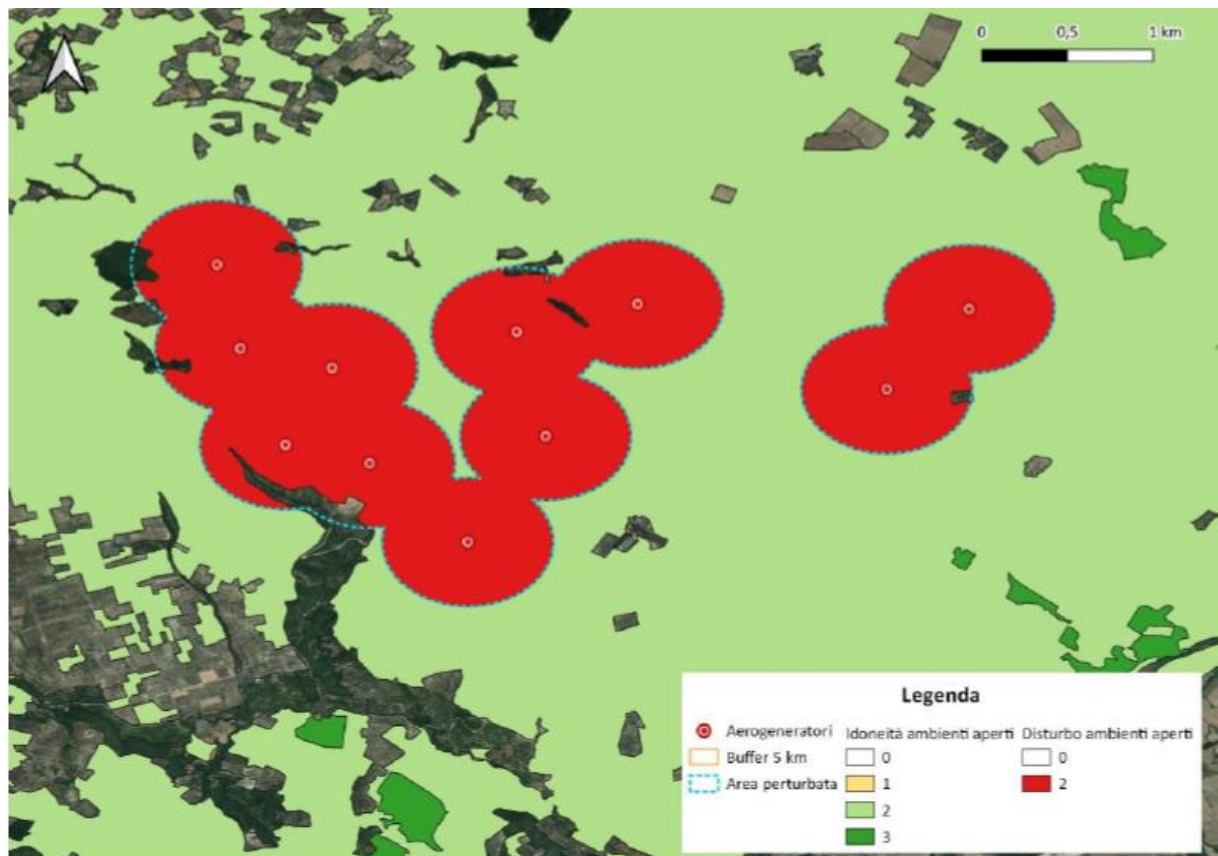 0 0,5 1 km
Legenda
Aerogeneratori Idoneità ambienti aperti Disturbo ambienti aperti
Buffer 5 km 0 0
Area perturbata 1 2
2
3